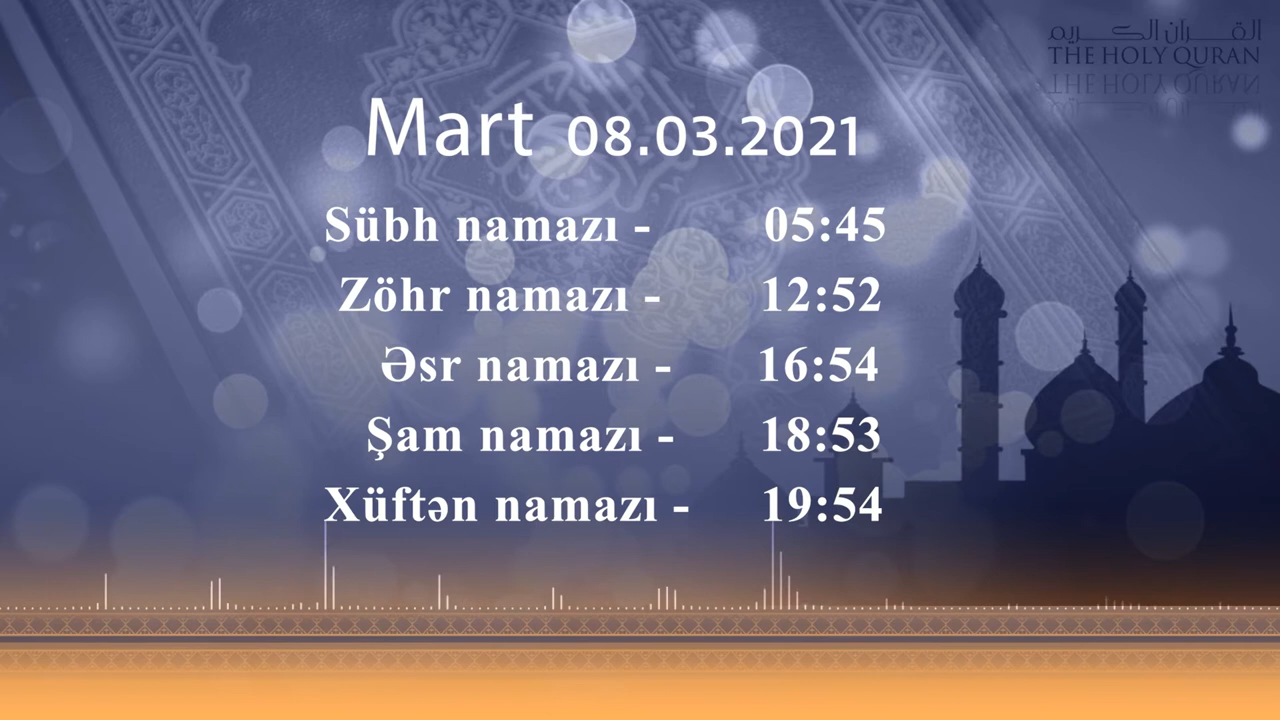 القرآن الكريم
THE HOLY QURAN
Mart 08.03.2021
Sübh namazı - 05:45
Zöhr namazı - 12:52
Əsr namazı - 16:54
Şam namazı - 18:53
Xüftən namazı - 19:54